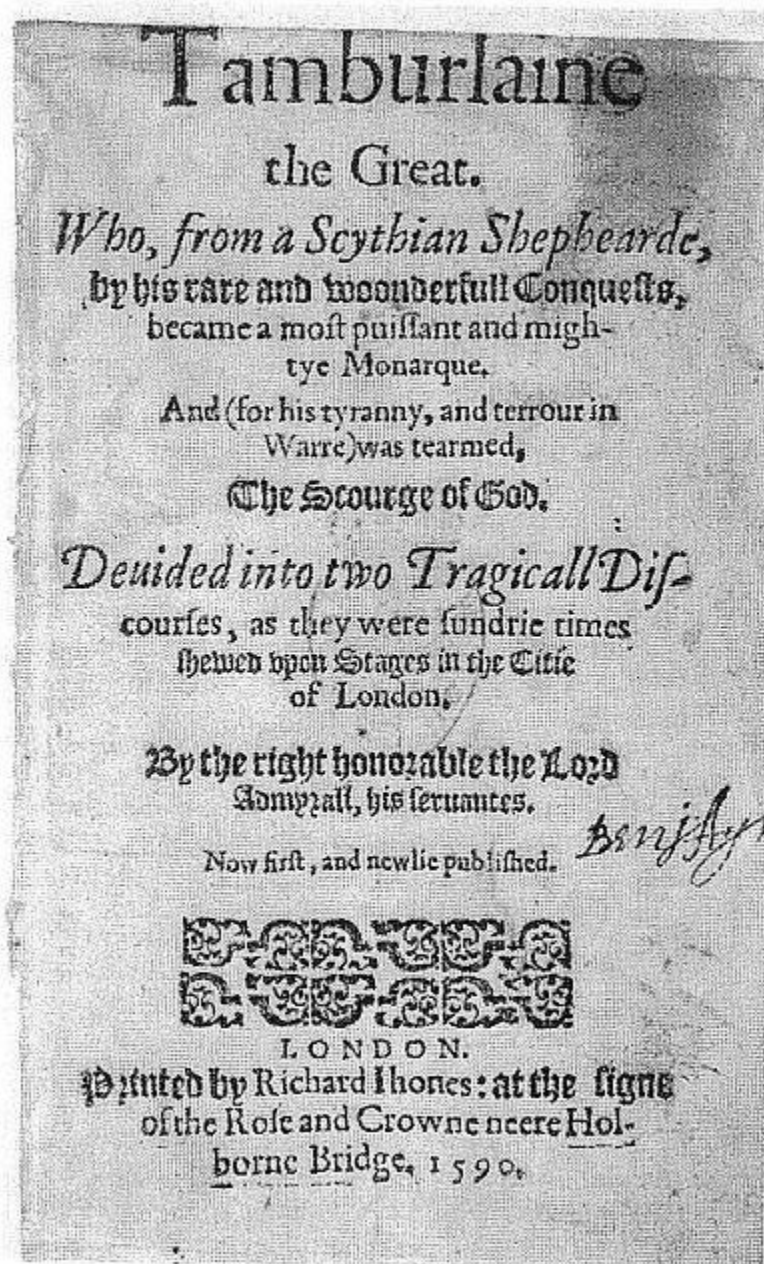 Tamburlaine
the Great.
Who, from a Scythian Shephearde,
by his rare and woonderfull Conquests,
became a moſt puiſſant and migh-
tye Monarque.
And (for his tyranny, and terrour in
Warre) was tearmed,
The Scourge of God.
Deuided into two Tragicall Diſ-
courſes, as they were ſundrie times
ſhewed vpon Stages in the Citie
of London.
By the right honorable the Lord
Admyrall, his ſeruantes.
Now firſt, and newlie publiſhed.
LONDON.
Printed by Richard Ihones: at the ſigne
of the Roſe and Crowne neere Hol-
borne Bridge. 1590.